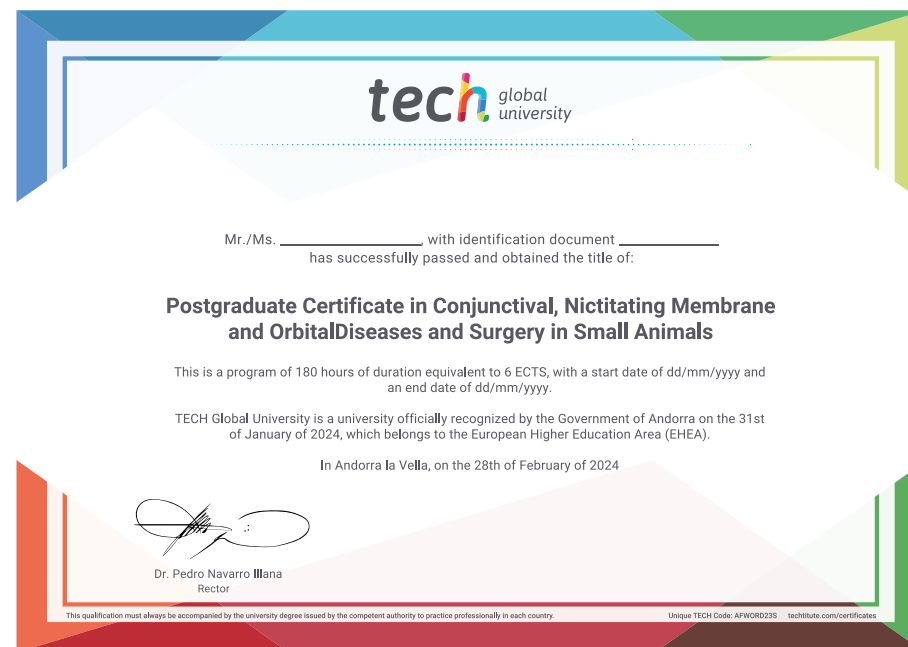 tech global
university
Mr./Ms. ____________________, with identification document ______________
has successfully passed and obtained the title of:
Postgraduate Certificate in Conjunctival, Nictitating Membrane
and OrbitalDiseases and Surgery in Small Animals
This is a program of 180 hours of duration equivalent to 6 ECTS, with a start date of dd/mm/yyyy and
an end date of dd/mm/yyyy.
TECH Global University is a university officially recognized by the Government of Andorra on the 31st
of January of 2024, which belongs to the European Higher Education Area (EHEA).
In Andorra la Vella, on the 28th of February of 2024
Dr. Pedro Navarro Illana
Rector
This qualification must always be accompanied by the university degree issued by the competent authority to practice professionally in each country.
Unique TECH Code: AFWORD23S techtitute.com/certificates